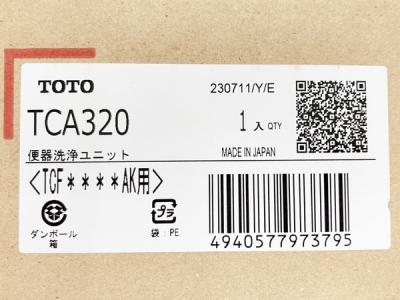 TOTO
230711/Y/E
TCA320
1 入 QTY
便器洗浄ユニット
MADE IN JAPAN
＜TCF＊＊＊＊AK用＞
ダンボール
箱
プラ
袋：PE
4940577973795